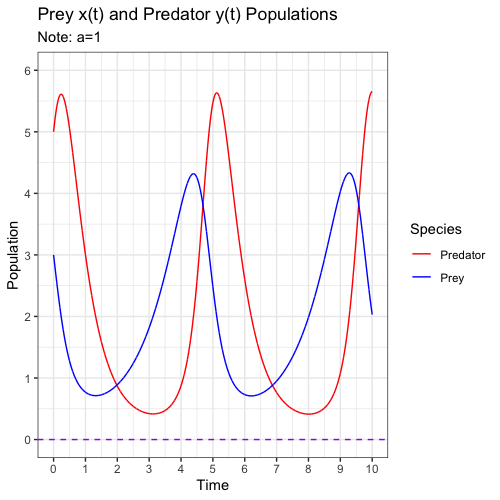 Prey x(t) and Predator y(t) Populations
Note: a=1
6
5
4
3
2
1
0
Population
0 1 2 3 4 5 6 7 8 9 10
Time
Species
Predator
Prey